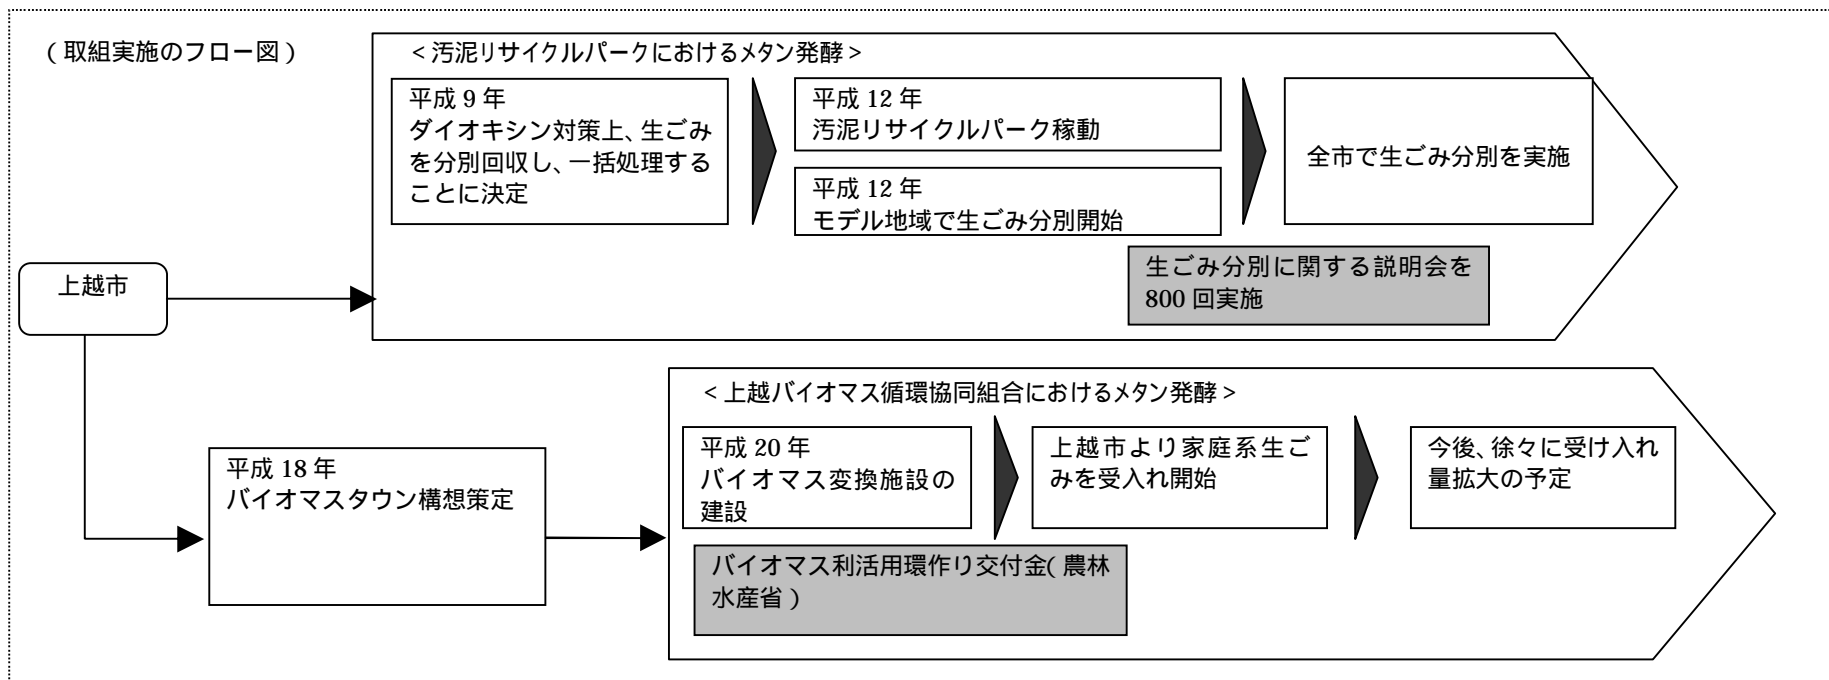 (取組実施のフロー図)
<汚泥リサイクルパークにおけるメタン発酵>
平成 9 年
ダイオキシン対策上、生ごみ
を分別回収し、一括処理する
ことに決定
平成 12 年
汚泥リサイクルパーク稼動
平成 12 年
モデル地域で生ごみ分別開始
全市で生ごみ分別を実施
生ごみ分別に関する説明会を
800 回実施
上越市
平成 18 年
バイオマスタウン構想策定
<上越バイオマス循環協同組合におけるメタン発酵>
平成 20 年
バイオマス変換施設の
建設
上越市より家庭系生ご
みを受入れ開始
今後、徐々に受け入れ
量拡大の予定
バイオマス利活用環作り交付金(農林
水産省)